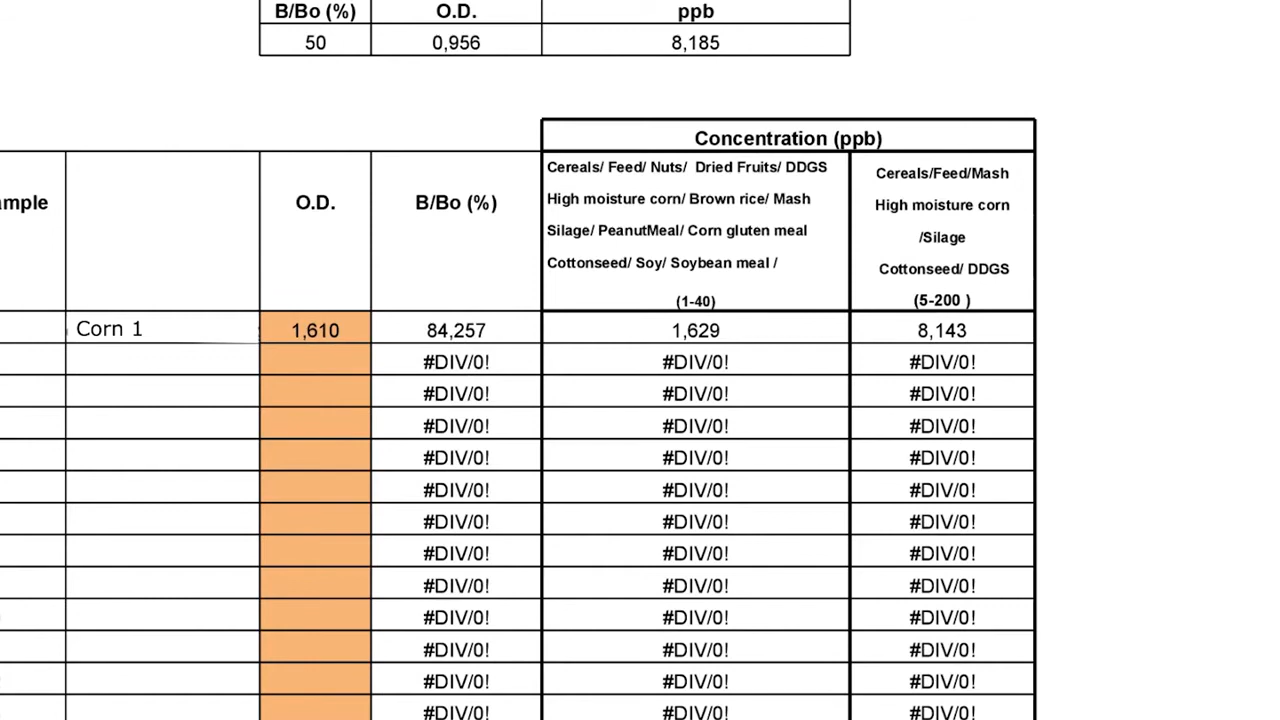 B/Bo (%) O.D. ppb
50 0,956 8,185
Concentration (ppb)
Cereals/ Feed/ Nuts/ Dried Fruits/ DDGS
High moisture corn/ Brown rice/ Mash
Silage/ PeanutMeal/ Corn gluten meal
Cottonseed/ Soy/ Soybean meal /
(1-40)
Cereals/Feed/Mash
High moisture corn
/Silage
Cottonseed/ DDGS
(5-200 )
O.D. B/Bo (%)
Corn 1 1,610 84,257 1,629 8,143
#DIV/0! #DIV/0! #DIV/0!
#DIV/0! #DIV/0! #DIV/0!
#DIV/0! #DIV/0! #DIV/0!
#DIV/0! #DIV/0! #DIV/0!
#DIV/0! #DIV/0! #DIV/0!
#DIV/0! #DIV/0! #DIV/0!
#DIV/0! #DIV/0! #DIV/0!
#DIV/0! #DIV/0! #DIV/0!
#DIV/0! #DIV/0! #DIV/0!
#DIV/0! #DIV/0! #DIV/0!
#DIV/0! #DIV/0! #DIV/0!
#DIV/0! #DIV/0! #DIV/0!